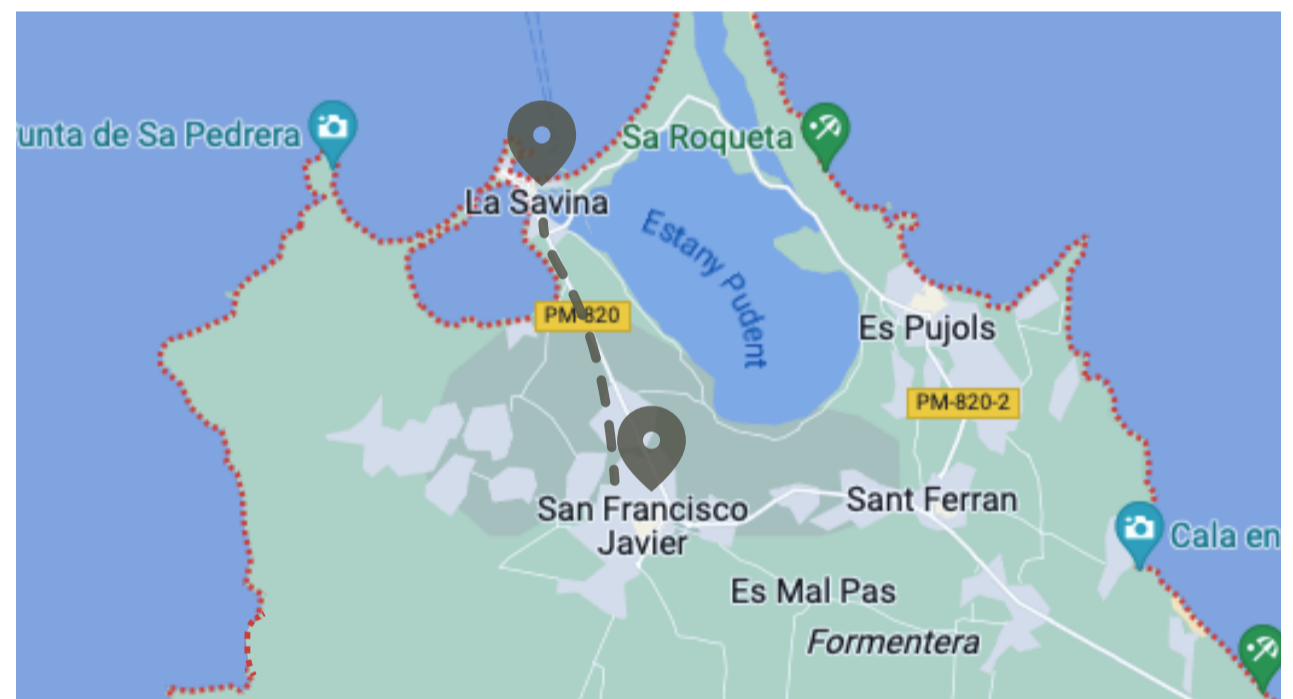 unta de Sa Pedrera
Sa Roqueta
La Savina
Estany Pudent
PM-820
Es Pujols
PM-820-2
Sant Ferran
San Francisco
Javier
Cala en
Es Mal Pas
Formentera